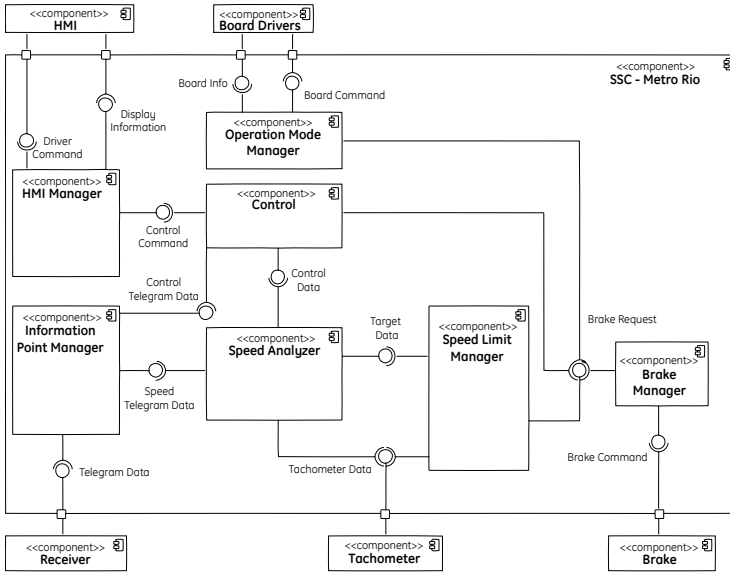 <<component>>
HMI
<<component>>
Board Drivers
<<component>>
SSC - Metro Rio
Board Info
Board Command
Display
Information
Driver
Command
<<component>>
Operation Mode
Manager
<<component>>
HMI Manager
<<component>>
Control
Control
Command
Control
Telegram Data
Control
Data
<<component>>
Information
Point Manager
<<component>>
Speed Analyzer
Target
Data
<<component>>
Speed Limit
Manager
Brake Request
<<component>>
Brake
Manager
Speed
Telegram Data
Telegram Data
Tachometer Data
Brake Command
<<component>>
Receiver
<<component>>
Tachometer
<<component>>
Brake